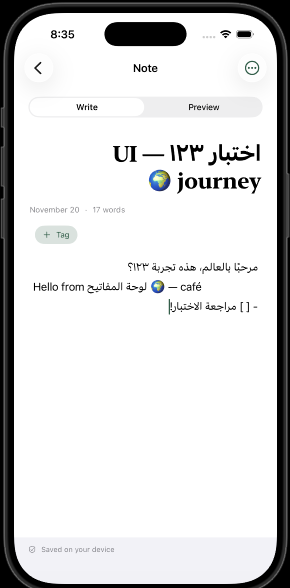 8:35
Note
Write
Preview
اختبار ١٢٣ — UI
journey 🌍
November 20 · 17 words
+ Tag
مرحبًا بالعالم، هذه تجربة ١٢٣؟
Hello from لوحة المفاتيح 🌍 — café
- [ ] مراجعة الاختبار!
Saved on your device